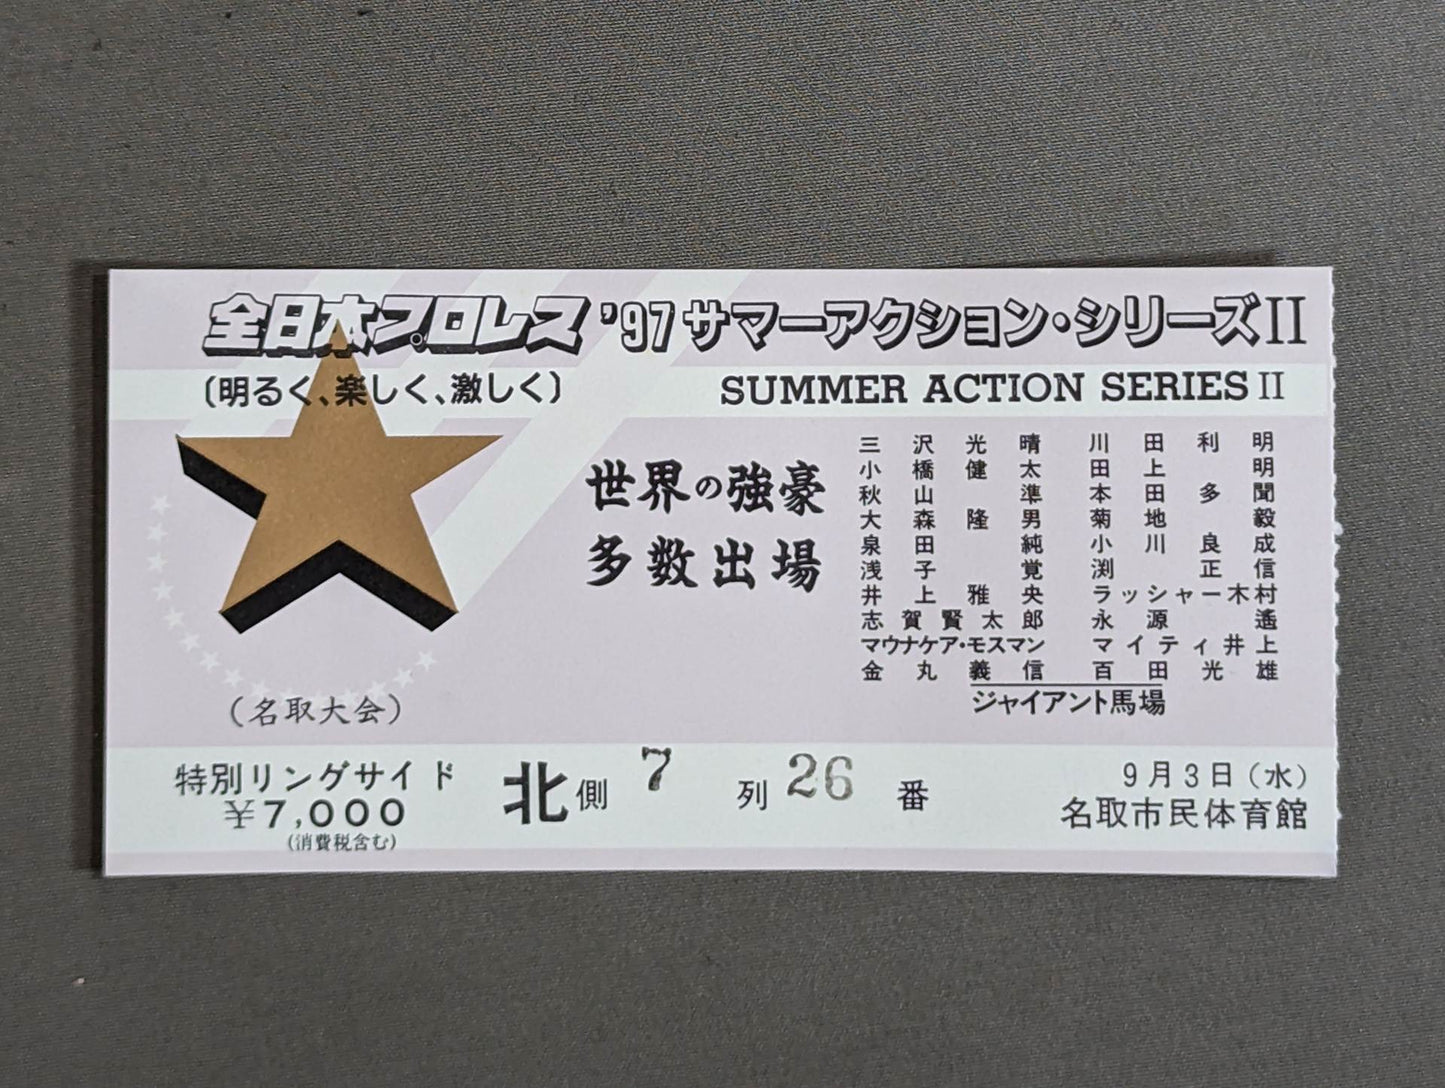 全日本プロレス '97 サマーアクション・シリーズII
〔明るく、楽しく、激しく〕
SUMMER ACTION SERIES II
世界の強豪
多数出場
三沢光晴 川田利明
小橋健太 田上明
秋山準 本田多聞
大森隆男 菊地毅
泉田純 小川良成
浅子覚 渕正信
井上雅央 ラッシャー木村
志賀賢太郎 永源遙
マウナケア・モスマン マイティ井上
金丸義信 百田光雄
ジャイアント馬場
(名取大会)
特別リングサイド
¥7,000
(消費税含む)
北側 7 列 26 番
9月3日(水)
名取市民体育館